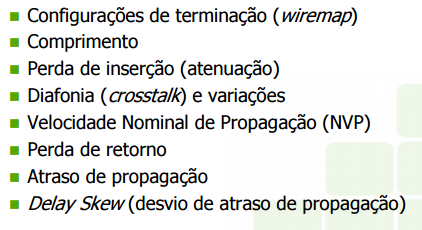 Configurações de terminação (wiremap)
Comprimento
Perda de inserção (atenuação)
Diafonia (crosstalk) e variações
Velocidade Nominal de Propagação (NVP)
Perda de retorno
Atraso de propagação
Delay Skew (desvio de atraso de propagação)